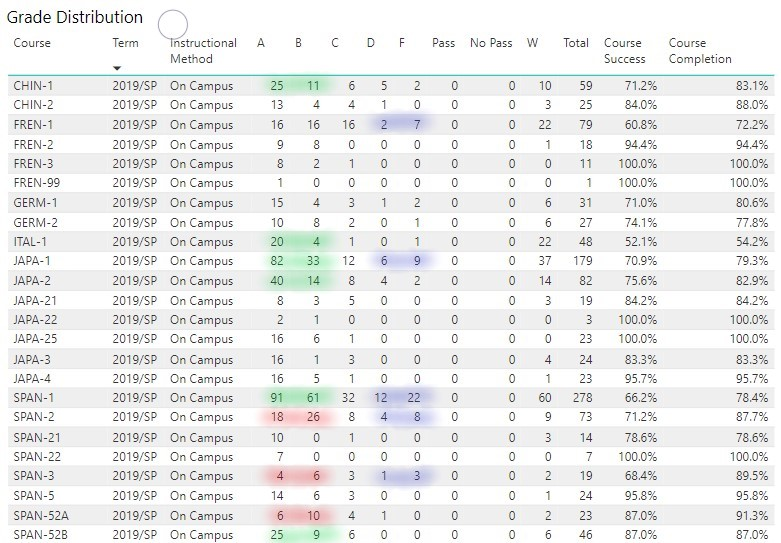 Grade Distribution
Course Term Instructional Method A B C D F Pass No Pass W Total Course Success Course Completion
CHIN-1 2019/SP On Campus 25 11 6 5 2 0 0 10 59 71.2% 83.1%
CHIN-2 2019/SP On Campus 13 4 4 1 0 0 0 3 25 84.0% 88.0%
FREN-1 2019/SP On Campus 16 16 16 2 7 0 0 22 79 60.8% 72.2%
FREN-2 2019/SP On Campus 9 8 0 0 0 0 0 1 18 94.4% 94.4%
FREN-3 2019/SP On Campus 8 2 1 0 0 0 0 0 11 100.0% 100.0%
FREN-99 2019/SP On Campus 1 0 0 0 0 0 0 0 1 100.0% 100.0%
GERM-1 2019/SP On Campus 15 4 3 1 2 0 0 6 31 71.0% 80.6%
GERM-2 2019/SP On Campus 10 8 2 0 1 0 0 6 27 74.1% 77.8%
ITAL-1 2019/SP On Campus 20 4 1 0 1 0 0 22 48 52.1% 54.2%
JAPA-1 2019/SP On Campus 82 33 12 6 9 0 0 37 179 70.9% 79.3%
JAPA-2 2019/SP On Campus 40 14 8 4 2 0 0 14 82 75.6% 82.9%
JAPA-21 2019/SP On Campus 8 3 5 0 0 0 0 3 19 84.2% 84.2%
JAPA-22 2019/SP On Campus 2 1 0 0 0 0 0 0 3 100.0% 100.0%
JAPA-25 2019/SP On Campus 16 6 1 0 0 0 0 0 23 100.0% 100.0%
JAPA-3 2019/SP On Campus 16 1 3 0 0 0 0 4 24 83.3% 83.3%
JAPA-4 2019/SP On Campus 16 5 1 0 0 0 0 1 23 95.7% 95.7%
SPAN-1 2019/SP On Campus 91 61 32 12 22 0 0 60 278 66.2% 78.4%
SPAN-2 2019/SP On Campus 18 26 8 4 8 0 0 9 73 71.2% 87.7%
SPAN-21 2019/SP On Campus 10 0 1 0 0 0 0 3 14 78.6% 78.6%
SPAN-22 2019/SP On Campus 7 0 0 0 0 0 0 0 7 100.0% 100.0%
SPAN-3 2019/SP On Campus 4 6 3 1 3 0 0 2 19 68.4% 89.5%
SPAN-5 2019/SP On Campus 14 6 3 0 0 0 0 1 24 95.8% 95.8%
SPAN-52A 2019/SP On Campus 6 10 4 1 0 0 0 2 23 87.0% 91.3%
SPAN-52B 2019/SP On Campus 25 9 6 0 0 0 0 6 46 87.0% 87.0%